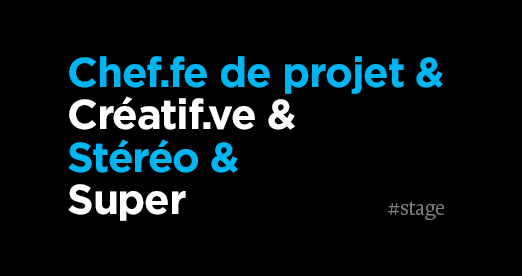 Chef.fe de projet &
Créatif.ve &
Stéréo &
Super
#stage